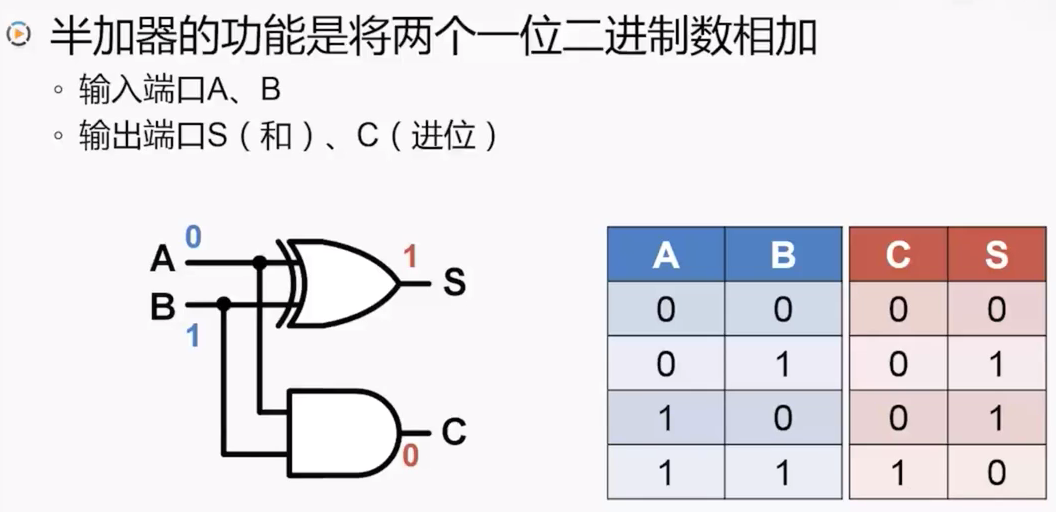 半加器的功能是将两个一位二进制数相加
◦ 输入端口A、B
◦ 输出端口S（和）、C（进位）
A 0
B 1
1 S
C 0
A B C S
0 0 0 0
0 1 0 1
1 0 0 1
1 1 1 0